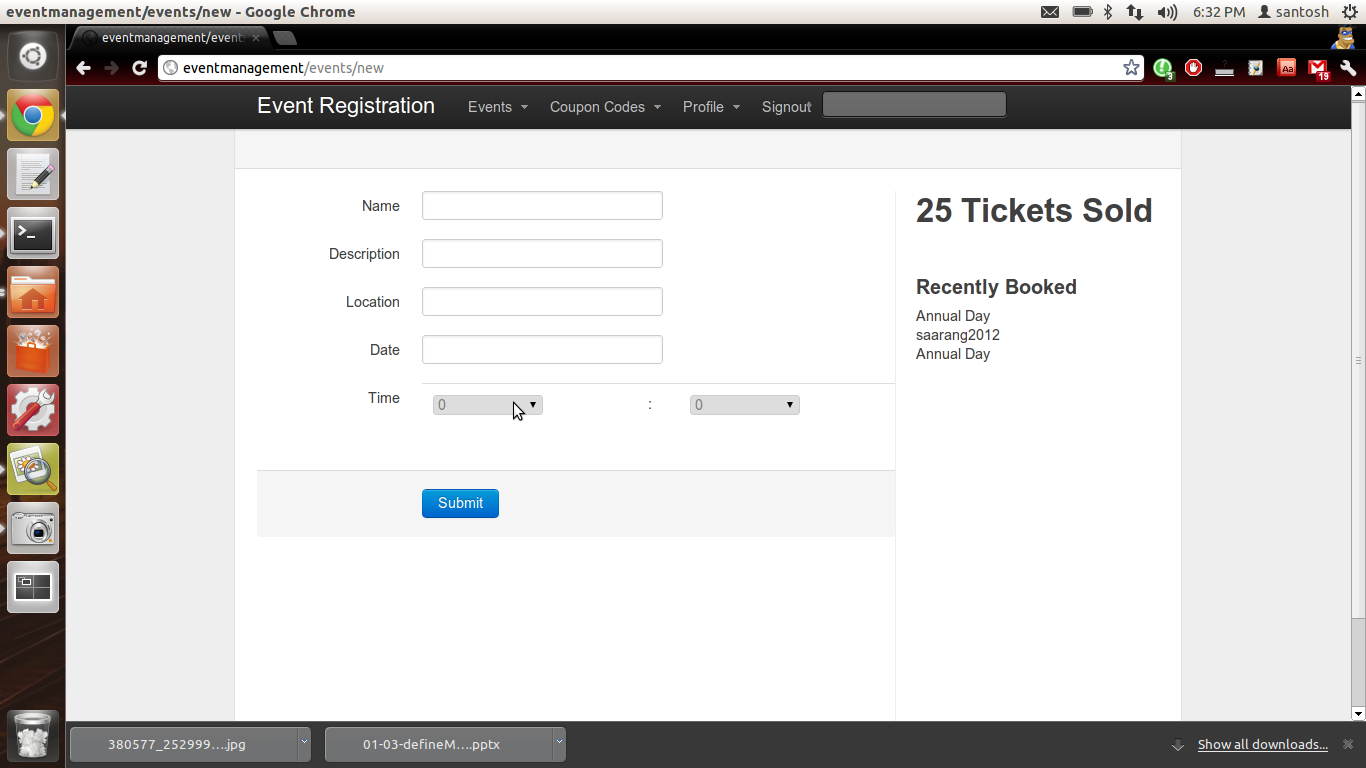 eventmanagement/events/new - Google Chrome
6:32 PM
santosh
eventmanagement/event
eventmanagement/events/new
3
Aa
19
Event Registration
Events
Coupon Codes
Profile
Signout
Name
Description
Location
Date
Time
0
:
0
Submit
25 Tickets Sold
Recently Booked
Annual Day
saarang2012
Annual Day
380577_252999....jpg
01-03-defineM....pptx
Show all downloads...